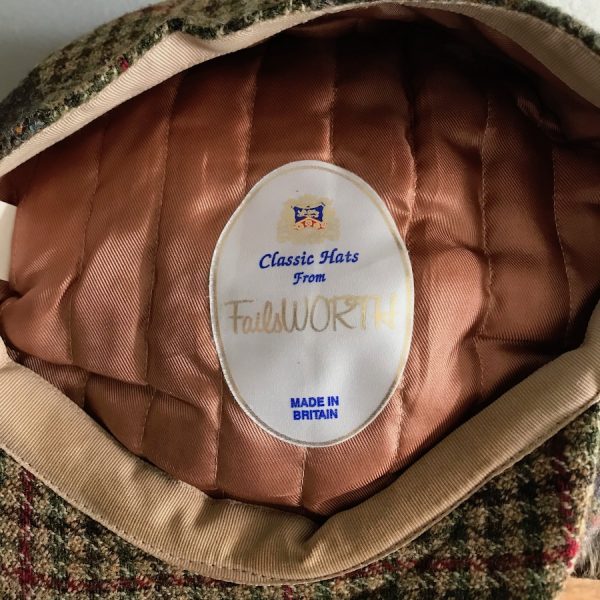 Classic Hats
From
FailsWORTH
MADE IN
BRITAIN